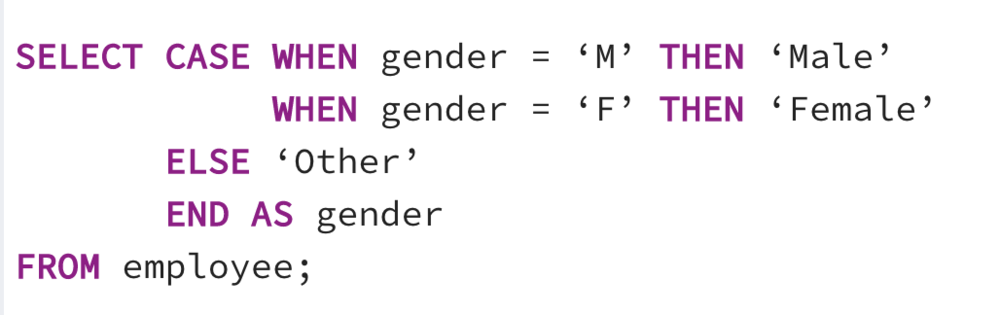 SELECT CASE WHEN gender = ‘M’ THEN ‘Male’
WHEN gender = ‘F’ THEN ‘Female’
ELSE ‘Other’
END AS gender
FROM employee;